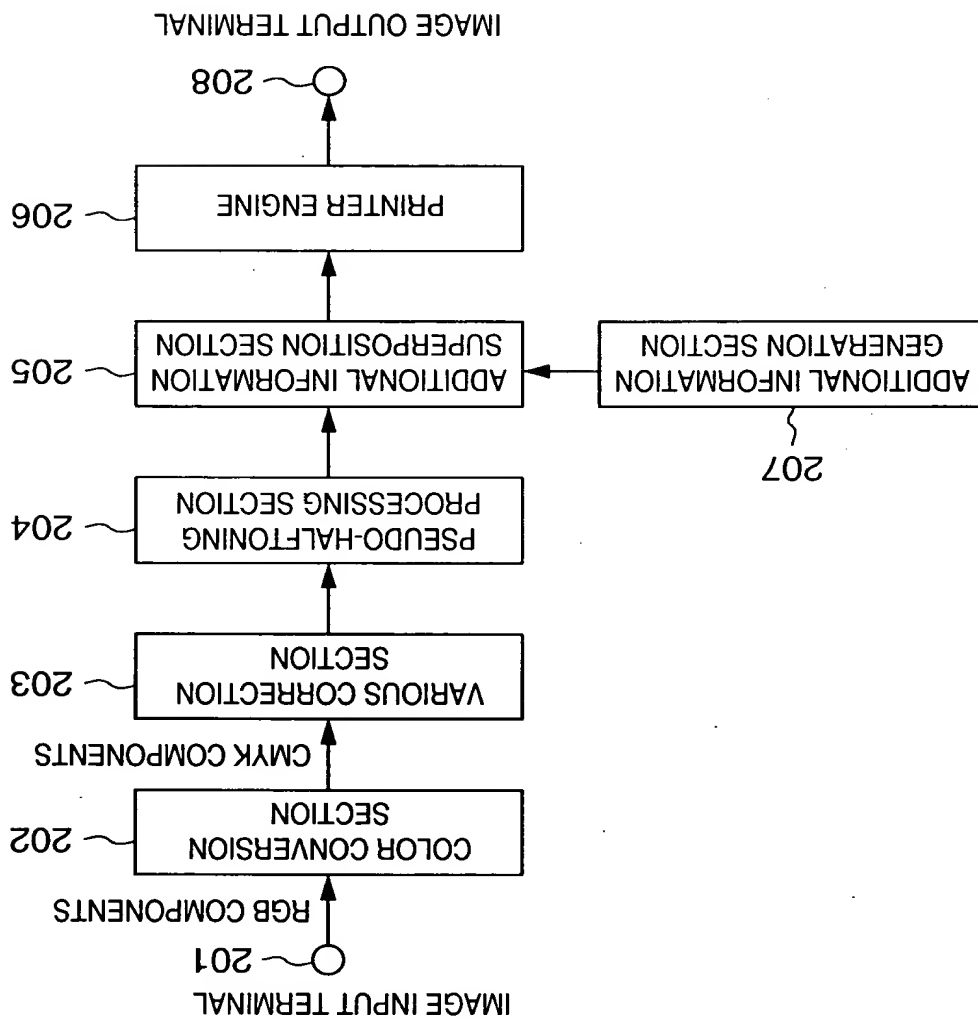 IMAGE INPUT TERMINAL
201
RGB COMPONENTS
COLOR CONVERSION
SECTION
202
CMYK COMPONENTS
VARIOUS CORRECTION
SECTION
203
PSEUDO-HALFTONING
PROCESSING SECTION
204
207
ADDITIONAL INFORMATION
GENERATION SECTION
ADDITIONAL INFORMATION
SUPERPOSITION SECTION
205
PRINTER ENGINE
206
208
IMAGE OUTPUT TERMINAL